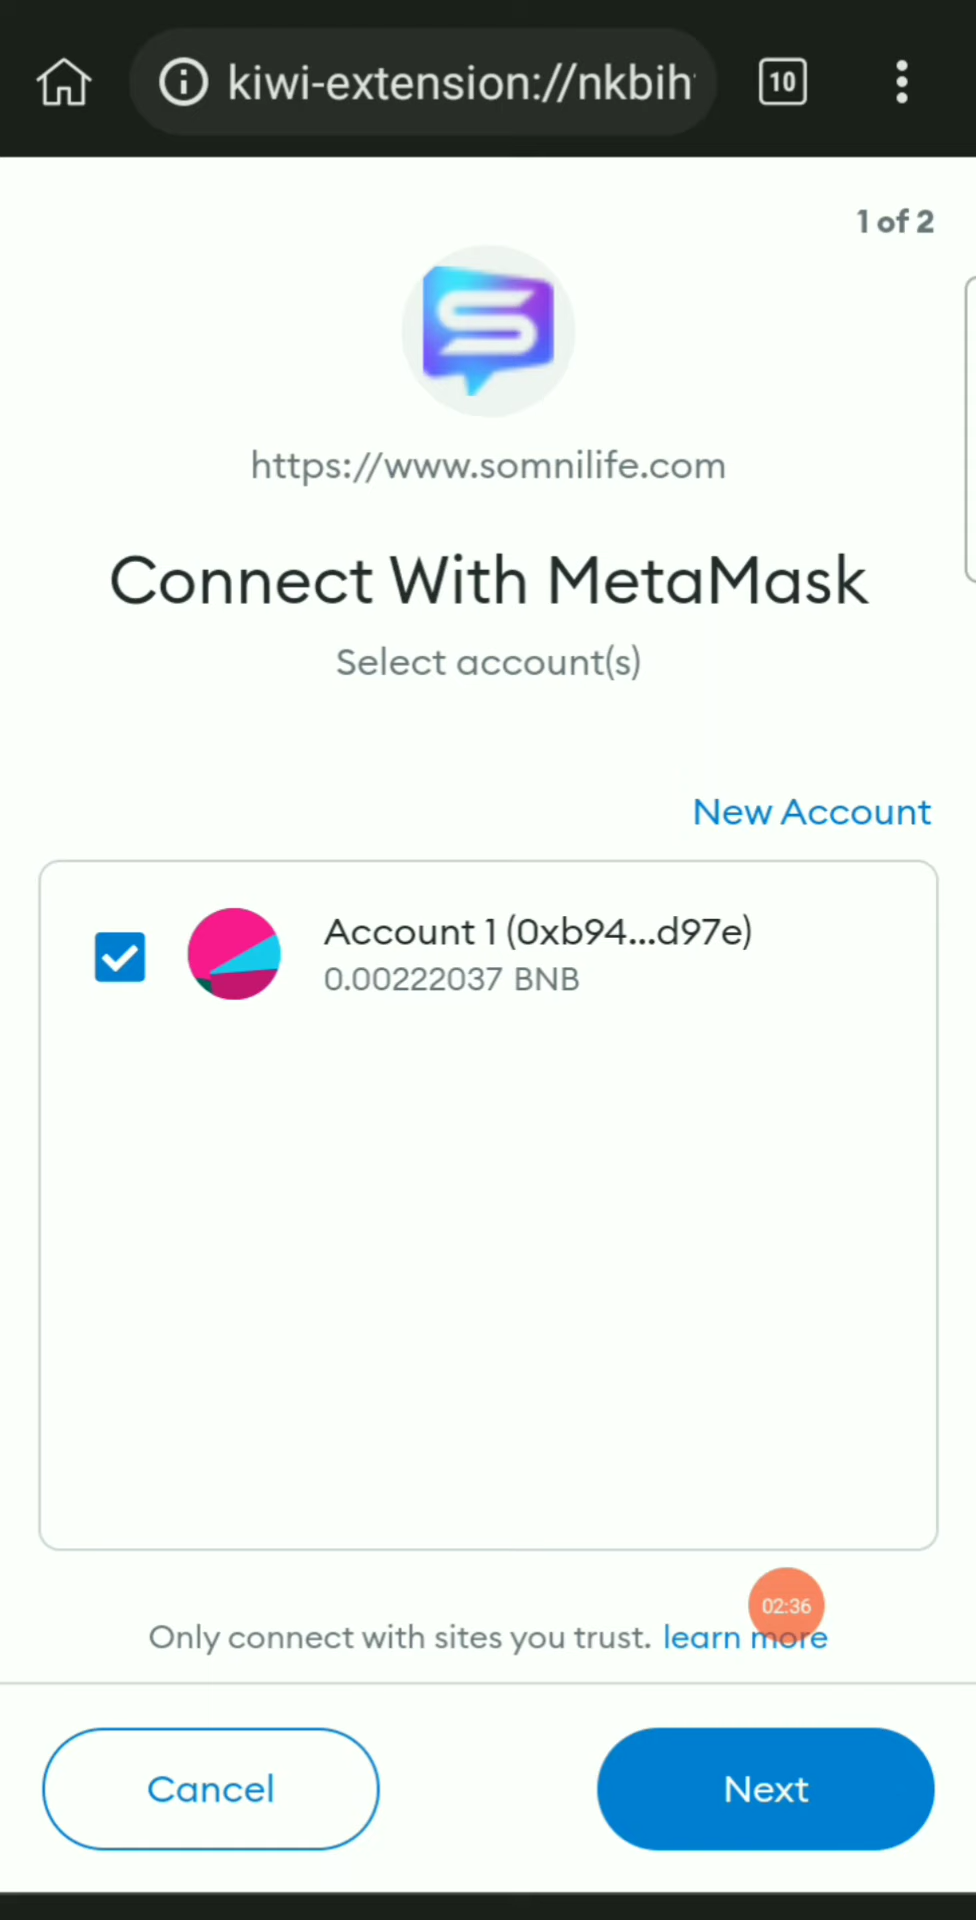 kiwi-extension://nkbih
10
1 of 2
S
https://www.somnilife.com
Connect With MetaMask
Select account(s)
New Account
Account 1 (0xb94...d97e)
0.00222037 BNB
02:36
Only connect with sites you trust. learn more
Cancel
Next